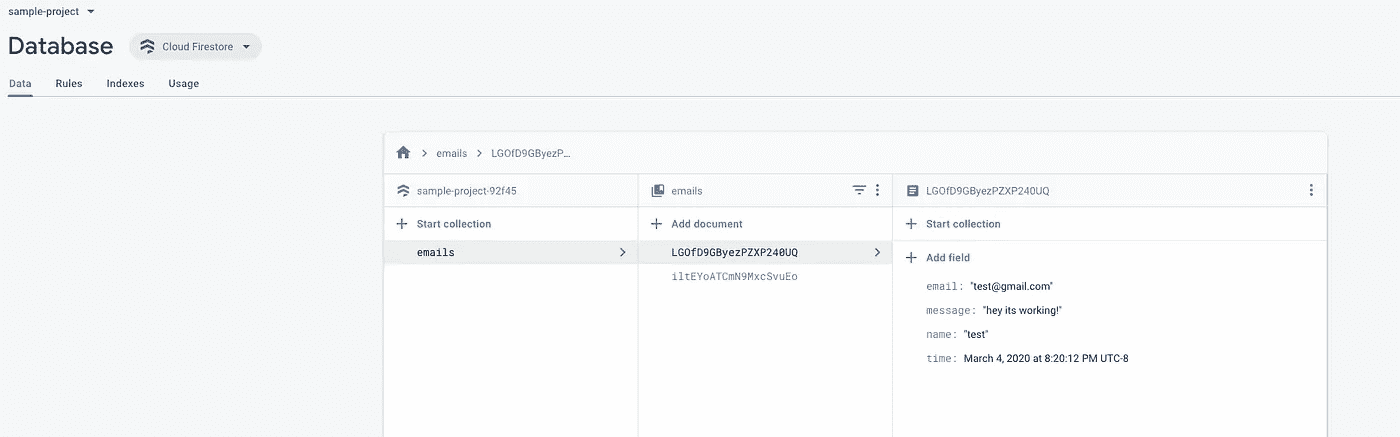 sample-project
Database
Cloud Firestore
Data Rules Indexes Usage
emails LGOfD9GByezP...
sample-project-92f45
Start collection
emails
emails
Add document
LGOfD9GByezPZXP240UQ
iltEYoATCmN9MxcSvuEo
LGOfD9GByezPZXP240UQ
Start collection
Add field
email: "test@gmail.com"
message: "hey its working!"
name: "test"
time: March 4, 2020 at 8:20:12 PM UTC-8